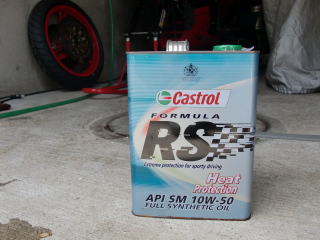 Castrol
FORMULA
RS
Extreme protection for sporty driving
Heat
Protection
API SM 10W-50
FULL SYNTHETIC OIL